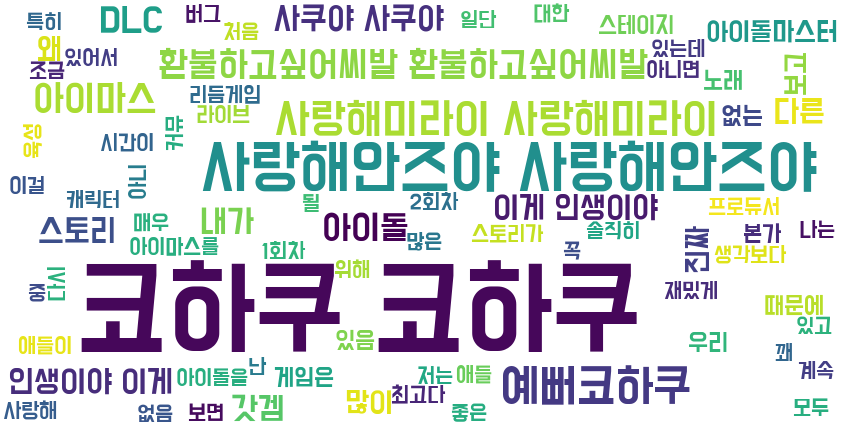 특히 DLC 버그 처음 사쿠야 사쿠야 일단 대한 스테이지 아이돌마스터
왜 조금 있어서 환불하고싶어씨발 환불하고싶어씨발 있는데 아니면 노래 보고
아이마스 리듬게임 라이브 사랑해미라이 사랑해미라이 없는 다른
음성 시간이 캬 사랑해안즈야 사랑해안즈야
이걸 캐릭터 아니 될 2회차 이게 인생이야 프로듀서
스토리 매우 내가 아이돌 많은 스토리가 솔직히 진짜 본가 나는
아이마스를 1회차 꼭 생각보다
중 다시 코하쿠 코하쿠 위해 재밌게 때문에
애들이 있음 우리 있고
인생이야 이게 아이돌을 난 게임은 저는 애들 예뻐코하쿠 깨 계속
사랑해 없음 보면 갓겜 많이 최고다 좋은 모두